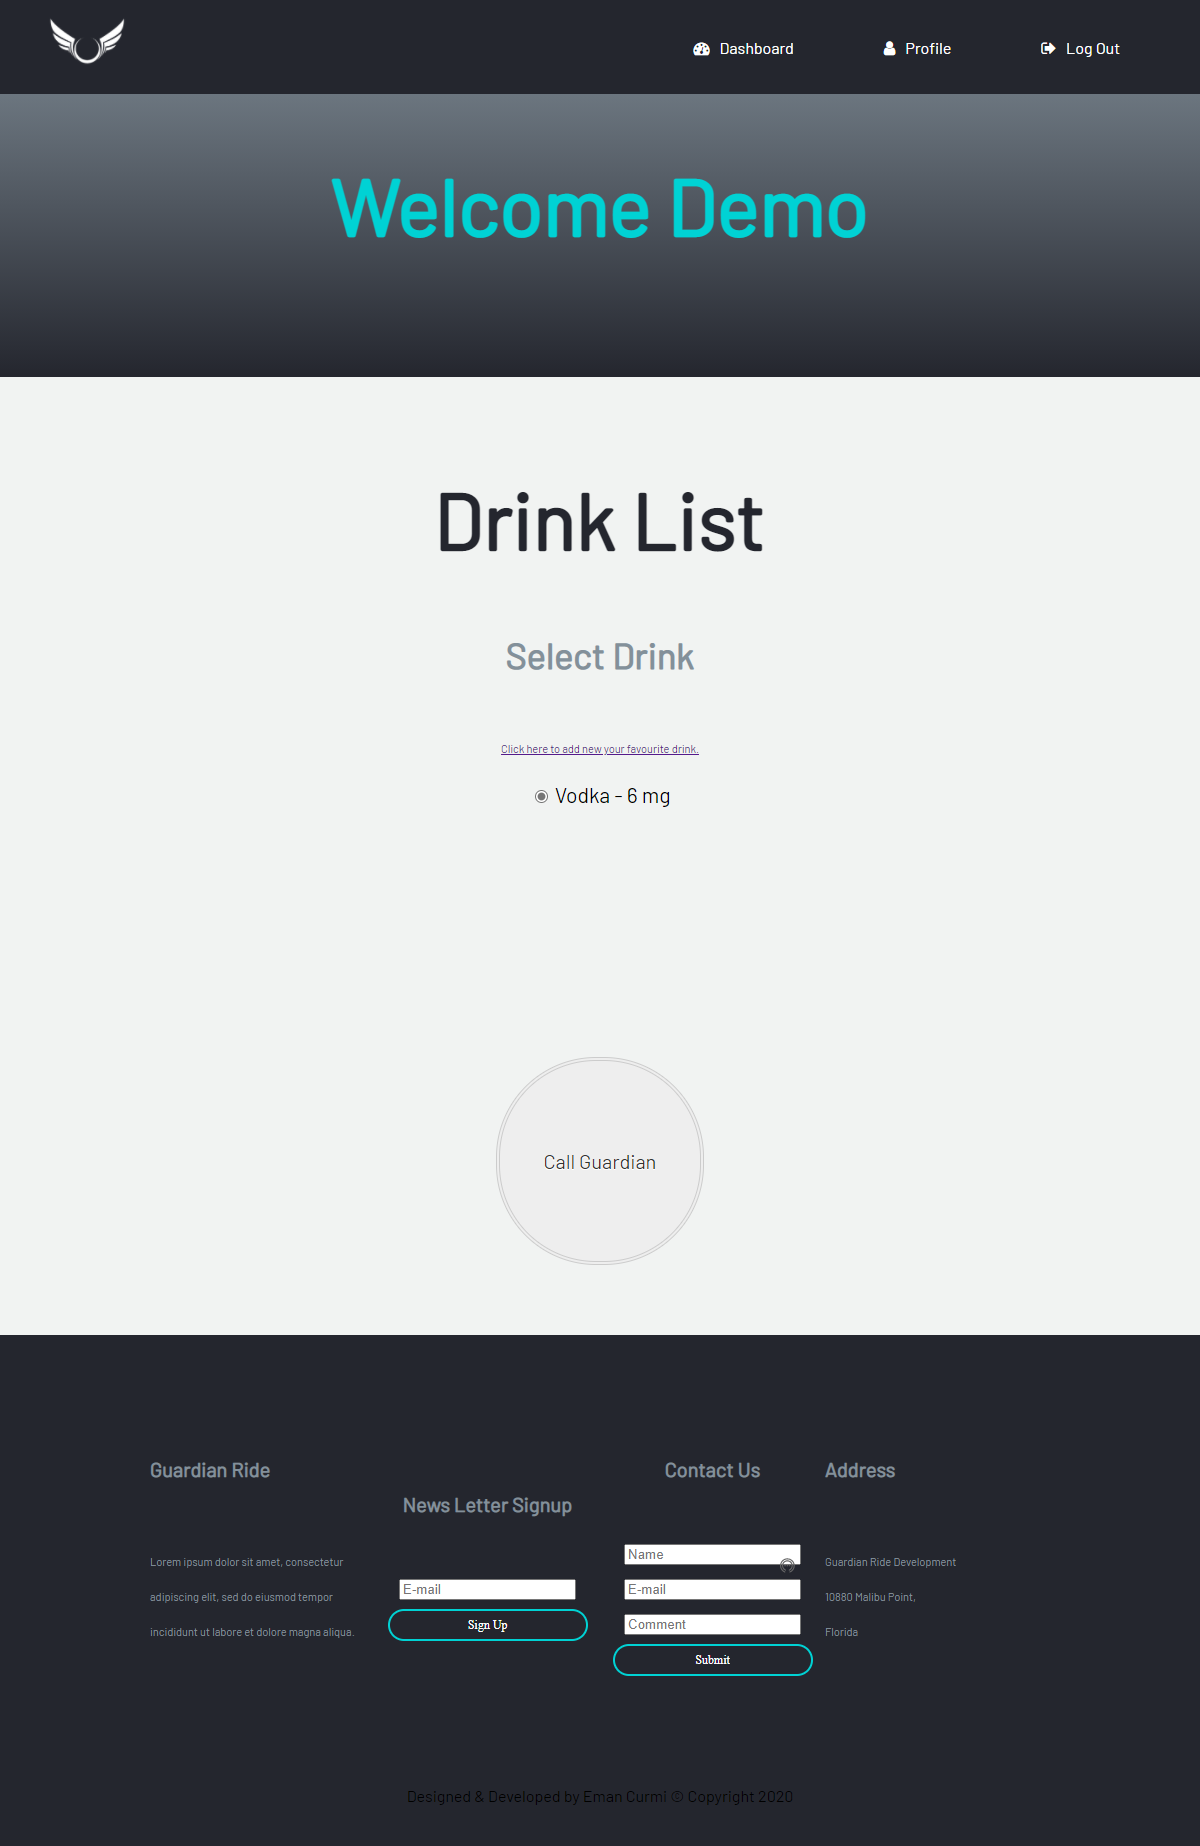 Dashboard
Profile
Log Out
Welcome Demo
Drink List
Select Drink
Click here to add new your favourite drink.
Vodka - 6 mg
Call Guardian
Guardian Ride
Lorem ipsum dolor sit amet, consectetur
adipiscing elit, sed do eiusmod tempor
incididunt ut labore et dolore magna aliqua.
News Letter Signup
E-mail
Sign Up
Contact Us
Name
E-mail
Comment
Submit
Address
Guardian Ride Development
10880 Malibu Point,
Florida
Designed & Developed by Eman Curmi © Copyright 2020